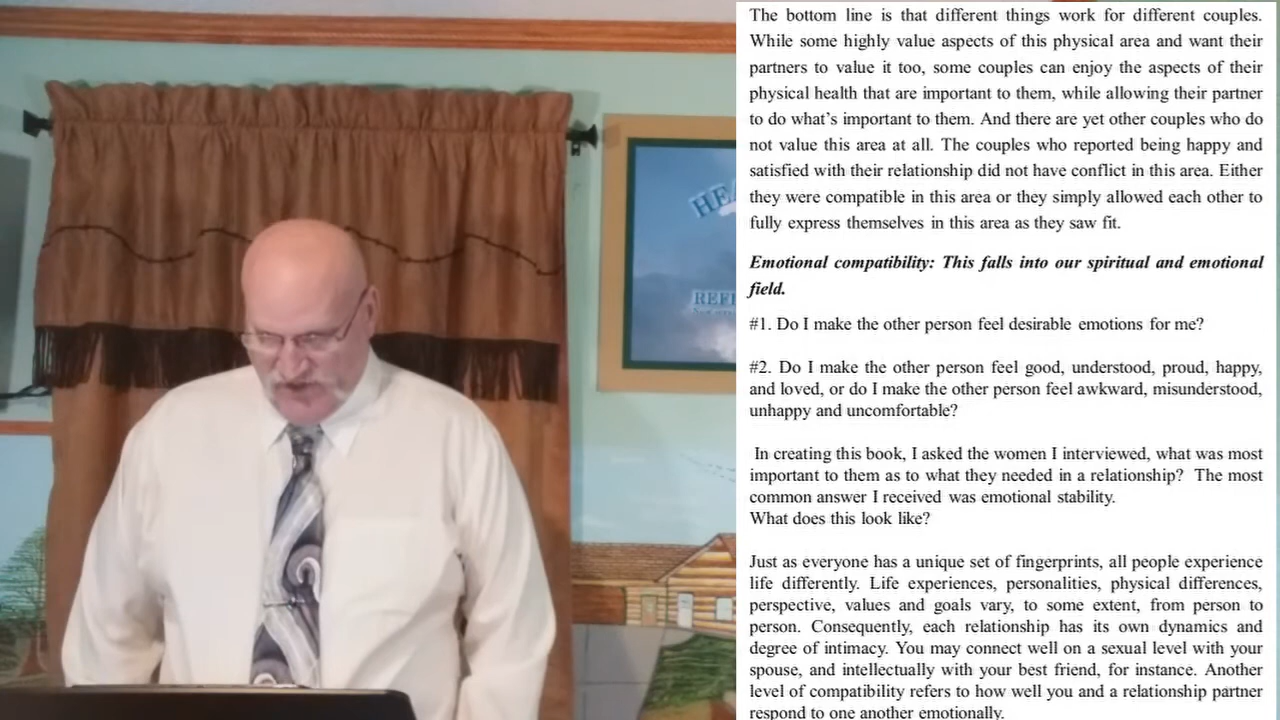 The bottom line is that different things work for different couples.
While some highly value aspects of this physical area and want their
partners to value it too, some couples can enjoy the aspects of their
physical health that are important to them, while allowing their partner
to do what's important to them. And there are yet other couples who do
not value this area at all. The couples who reported being happy and
satisfied with their relationship did not have conflict in this area. Either
they were compatible in this area or they simply allowed each other to
fully express themselves in this area as they saw fit.
Emotional compatibility: This falls into our spiritual and emotional
field.
#1. Do I make the other person feel desirable emotions for me?
#2. Do I make the other person feel good, understood, proud, happy,
and loved, or do I make the other person feel awkward, misunderstood,
unhappy and uncomfortable?
In creating this book, I asked the women I interviewed, what was most
important to them as to what they needed in a relationship? The most
common answer I received was emotional stability.
What does this look like?
Just as everyone has a unique set of fingerprints, all people experience
life differently. Life experiences, personalities, physical differences,
perspective, values and goals vary, to some extent, from person to
person. Consequently, each relationship has its own dynamics and
degree of intimacy. You may connect well on a sexual level with your
spouse, and intellectually with your best friend, for instance. Another
level of compatibility refers to how well you and a relationship partner
respond to one another emotionally.